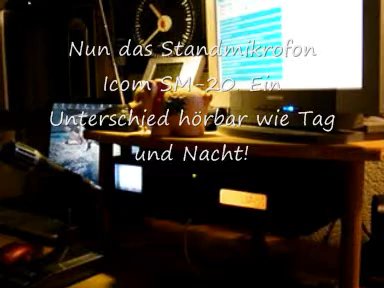 Nun das Standmikrofon
Icom SM-20. Ein
Unterschied hörbar wie Tag
und Nacht!